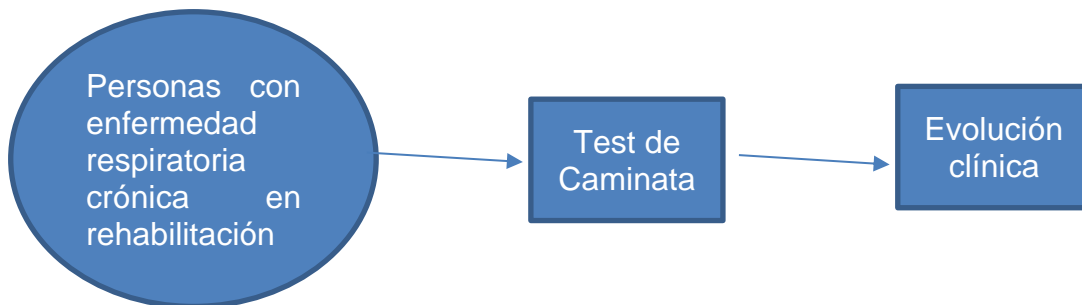 Personas con
enfermedad
respiratoria
crónica en
rehabilitación
Test de
Caminata
Evolución
clínica